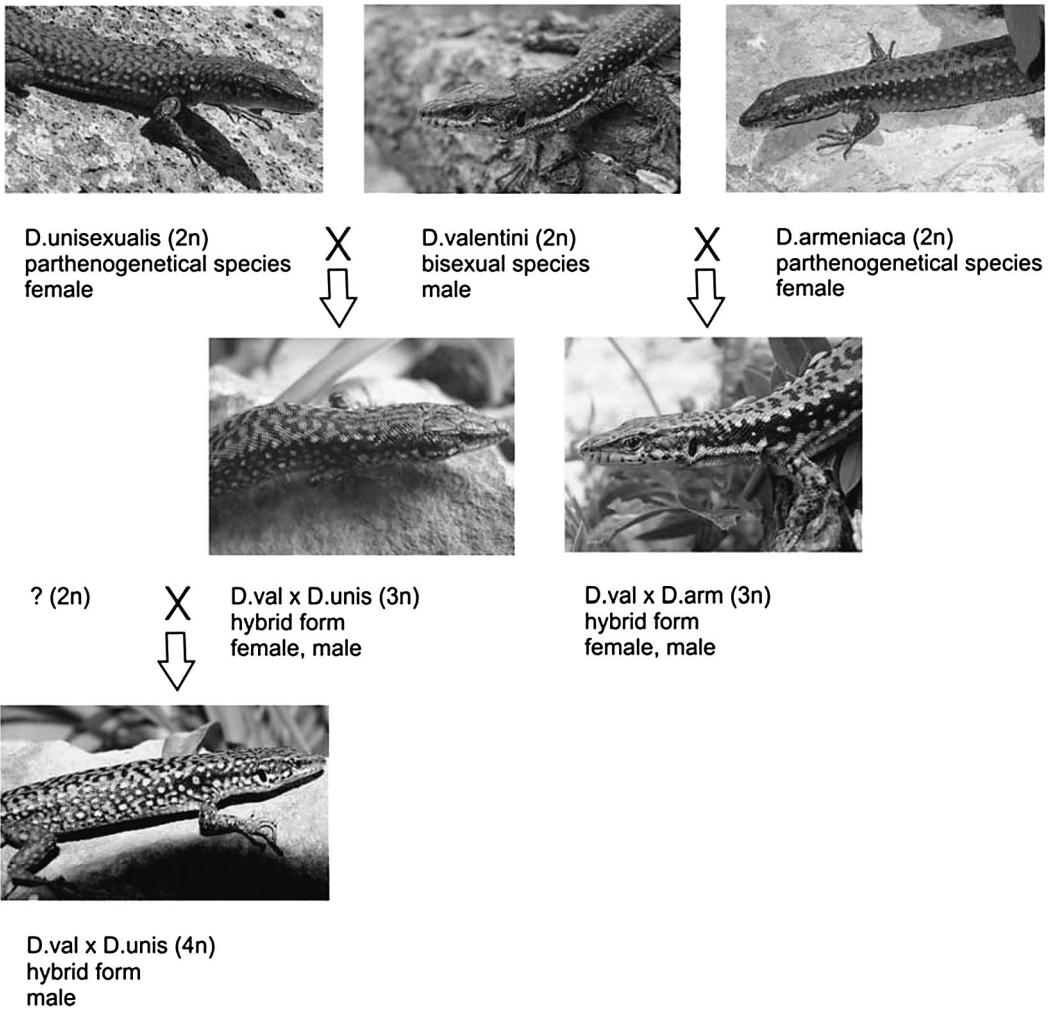 D.unisexualis (2n)
parthenogenetical species
female
X
D.valentini (2n)
bisexual species
male
X
D.armeniaca (2n)
parthenogenetical species
female
? (2n)
X
D.val x D.unis (3n)
hybrid form
female, male
D.val x D.arm (3n)
hybrid form
female, male
D.val x D.unis (4n)
hybrid form
male